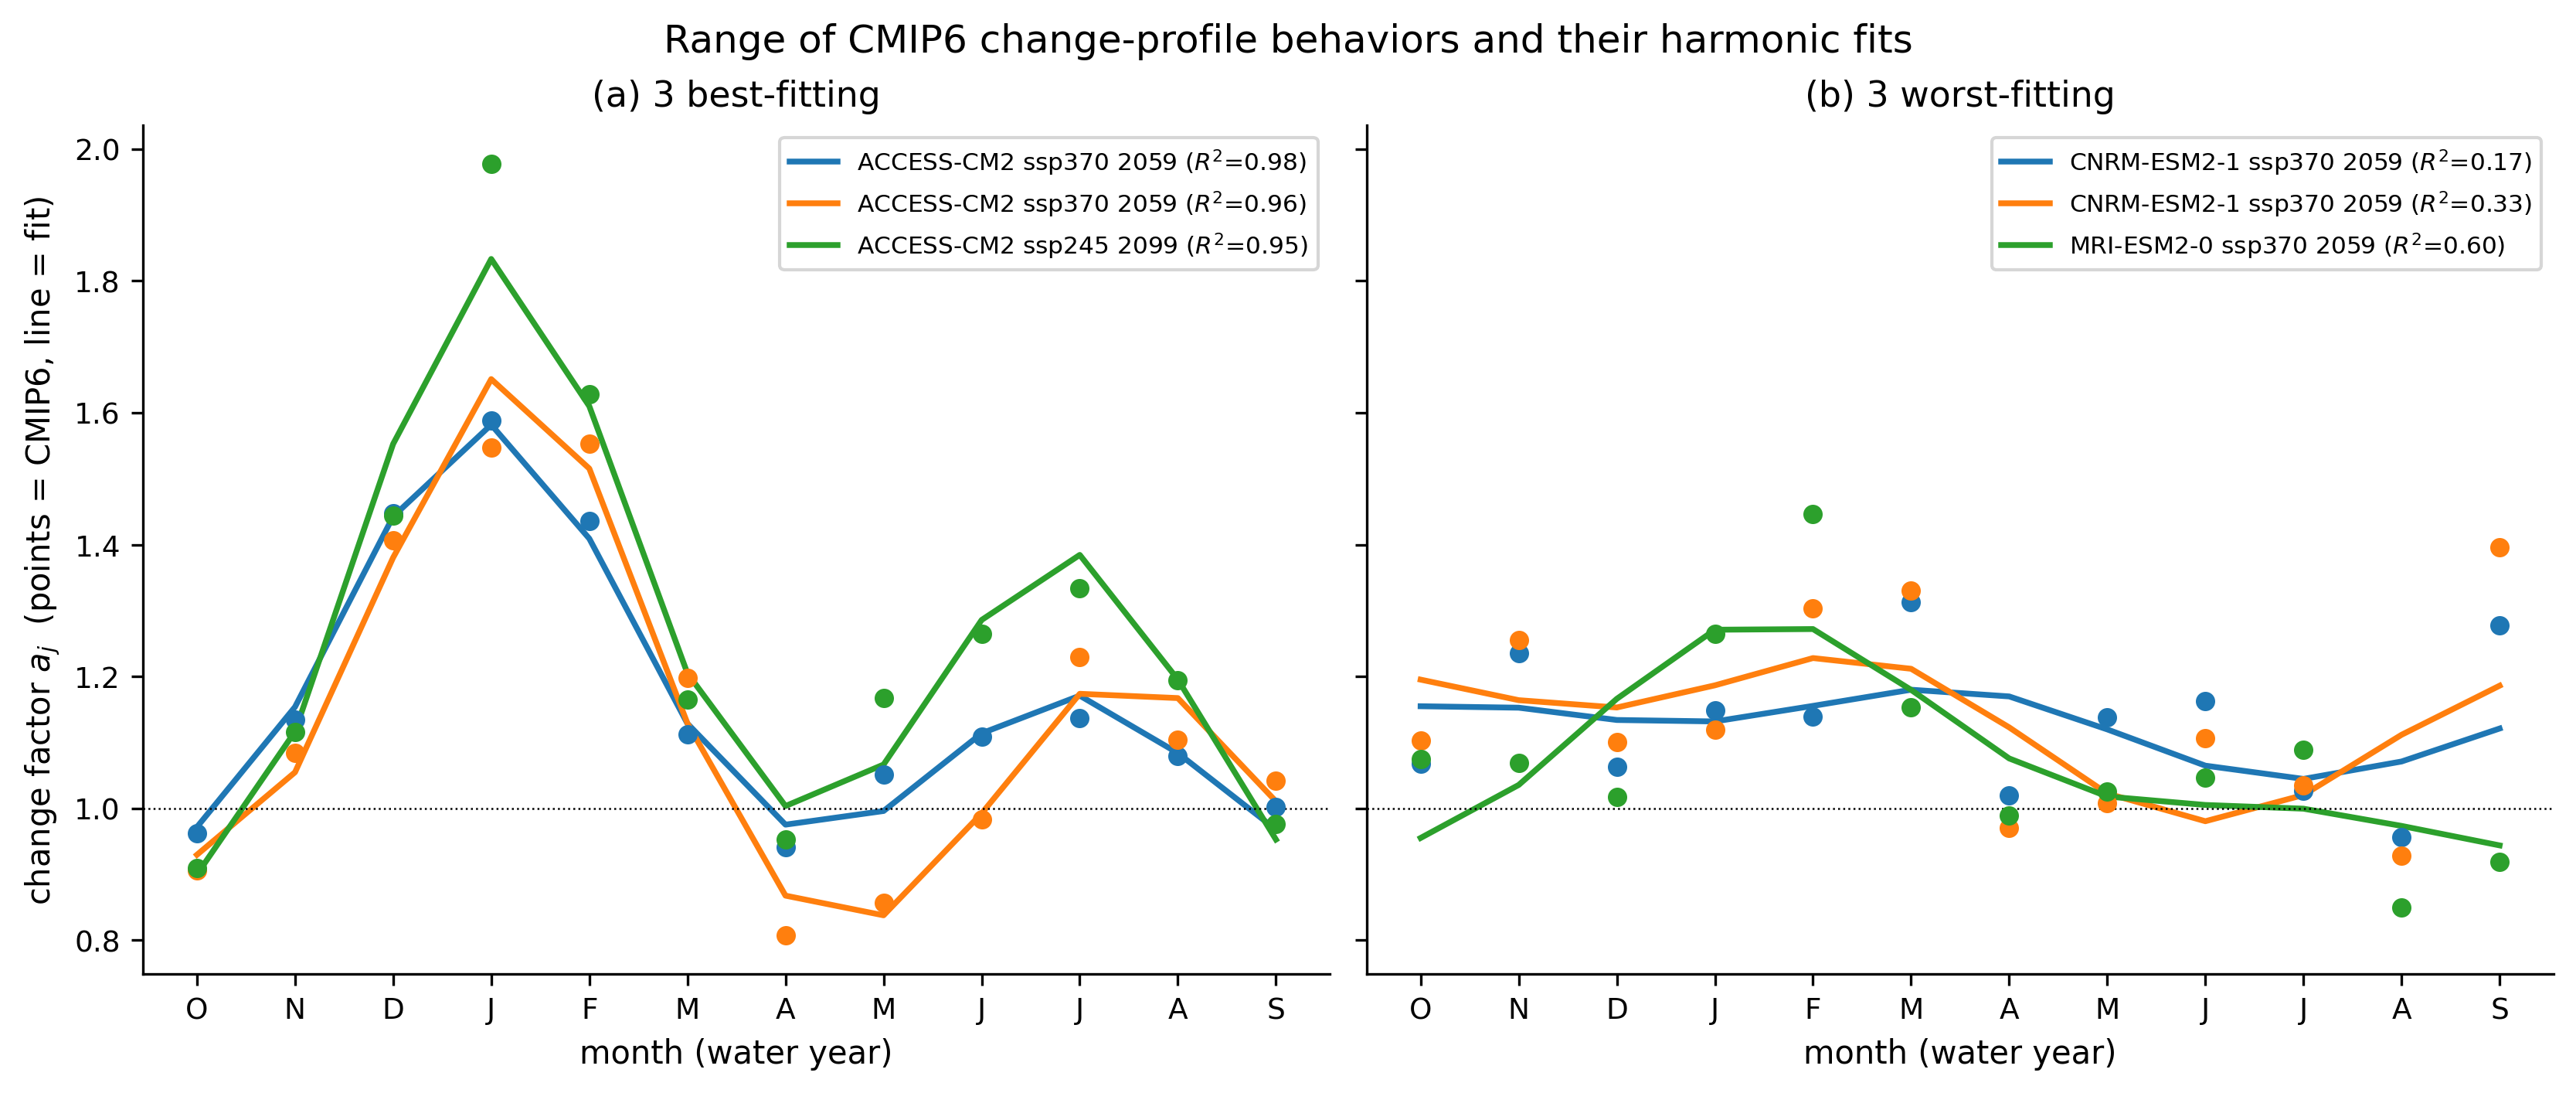 Range of CMIP6 change-profile behaviors and their harmonic fits
(a) 3 best-fitting
ACCESS-CM2 ssp370 2059 (R²=0.98)
ACCESS-CM2 ssp370 2059 (R²=0.96)
ACCESS-CM2 ssp245 2099 (R²=0.95)
change factor aⱼ (points = CMIP6, line = fit)
2.0
1.8
1.6
1.4
1.2
1.0
0.8
O N D J F M A M J J A S
month (water year)
(b) 3 worst-fitting
CNRM-ESM2-1 ssp370 2059 (R²=0.17)
CNRM-ESM2-1 ssp370 2059 (R²=0.33)
MRI-ESM2-0 ssp370 2059 (R²=0.60)
O N D J F M A M J J A S
month (water year)